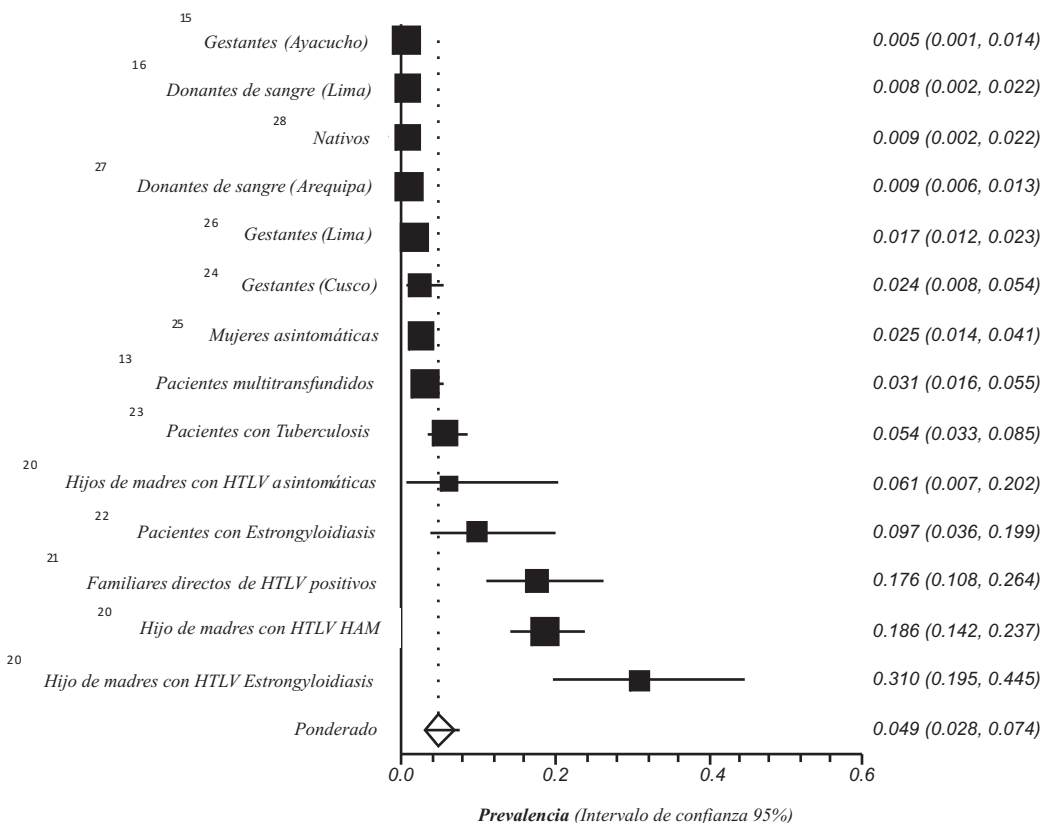 15 Gestantes (Ayacucho) 0.005 (0.001, 0.014)
16 Donantes de sangre (Lima) 0.008 (0.002, 0.022)
28 Nativos 0.009 (0.002, 0.022)
27 Donantes de sangre (Arequipa) 0.009 (0.006, 0.013)
26 Gestantes (Lima) 0.017 (0.012, 0.023)
24 Gestantes (Cusco) 0.024 (0.008, 0.054)
25 Mujeres asintomáticas 0.025 (0.014, 0.041)
13 Pacientes multitransfundidos 0.031 (0.016, 0.055)
23 Pacientes con Tuberculosis 0.054 (0.033, 0.085)
20 Hijos de madres con HTLV asintomáticas 0.061 (0.007, 0.202)
22 Pacientes con Estrongyloidiasis 0.097 (0.036, 0.199)
21 Familiares directos de HTLV positivos 0.176 (0.108, 0.264)
20 Hijo de madres con HTLV HAM 0.186 (0.142, 0.237)
20 Hijo de madres con HTLV Estrongyloidiasis 0.310 (0.195, 0.445)
Ponderado 0.049 (0.028, 0.074)
0.0 0.2 0.4 0.6
Prevalencia (Intervalo de confianza 95%)